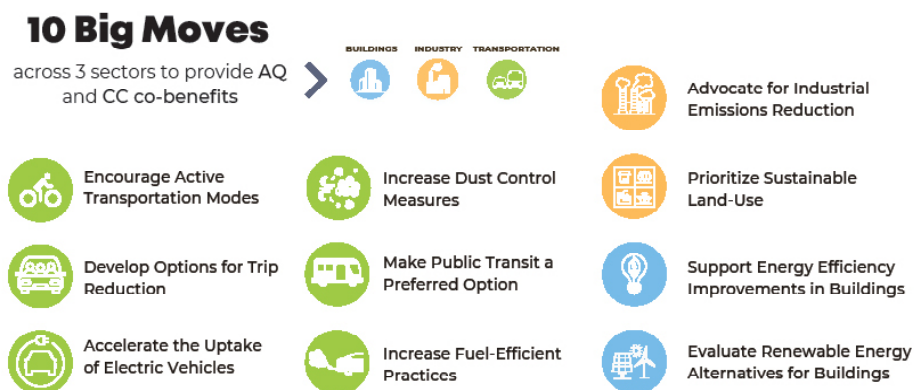 10 Big Moves
across 3 sectors to provide AQ
and CC co-benefits
BUILDINGS
INDUSTRY
TRANSPORTATION
Encourage Active
Transportation Modes
Develop Options for Trip
Reduction
Accelerate the Uptake
of Electric Vehicles
Increase Dust Control
Measures
Make Public Transit a
Preferred Option
Increase Fuel-Efficient
Practices
Advocate for Industrial
Emissions Reduction
Prioritize Sustainable
Land-Use
Support Energy Efficiency
Improvements in Buildings
Evaluate Renewable Energy
Alternatives for Buildings